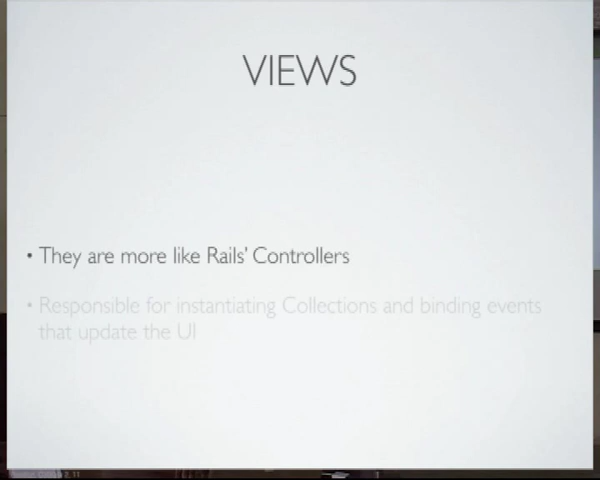 VIEWS
• They are more like Rails' Controllers
• Responsible for instantiating Collections and binding events
that update the UI